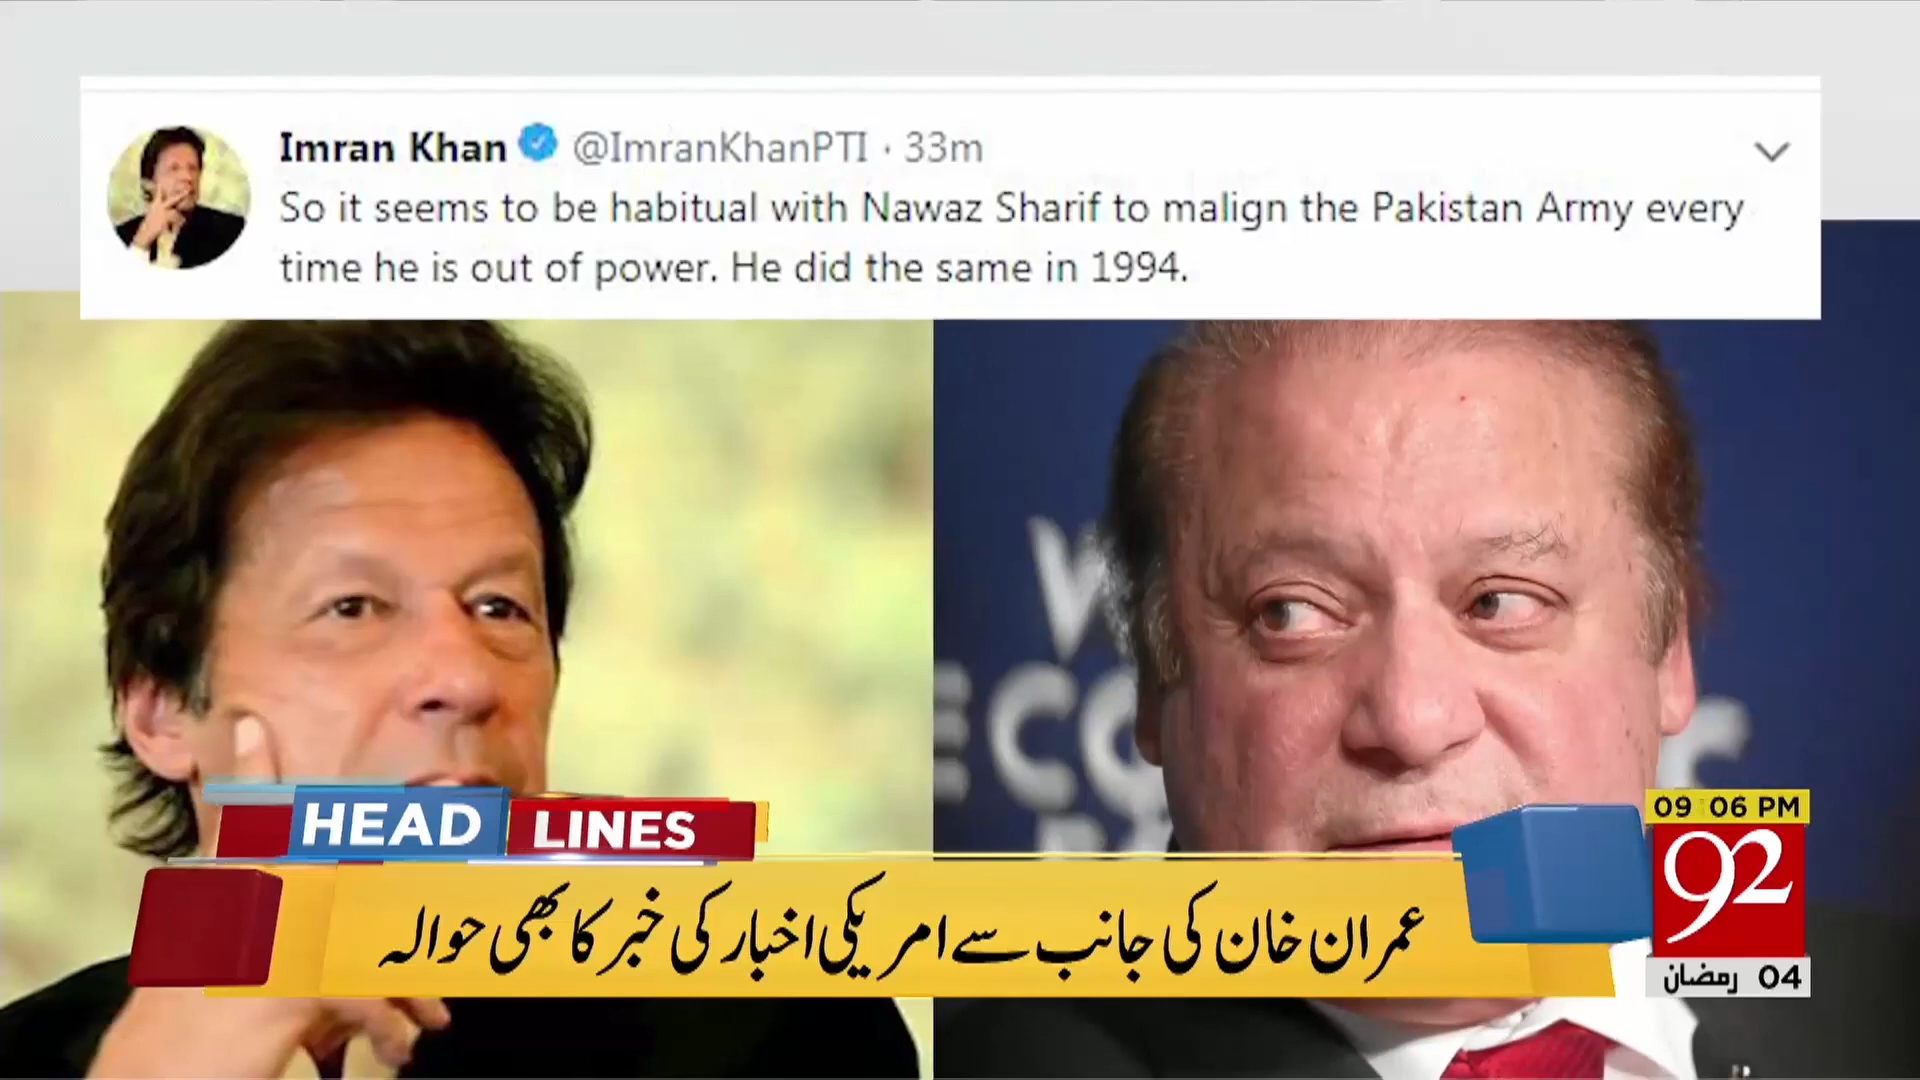 Imran Khan @ImranKhanPTI · 33m
So it seems to be habitual with Nawaz Sharif to malign the Pakistan Army every
time he is out of power. He did the same in 1994.
HEAD LINES
09:06 PM
92
عمران خان کی جانب سے امریکی اخبار کی خبر کا بھی حوالہ
04 رمضان